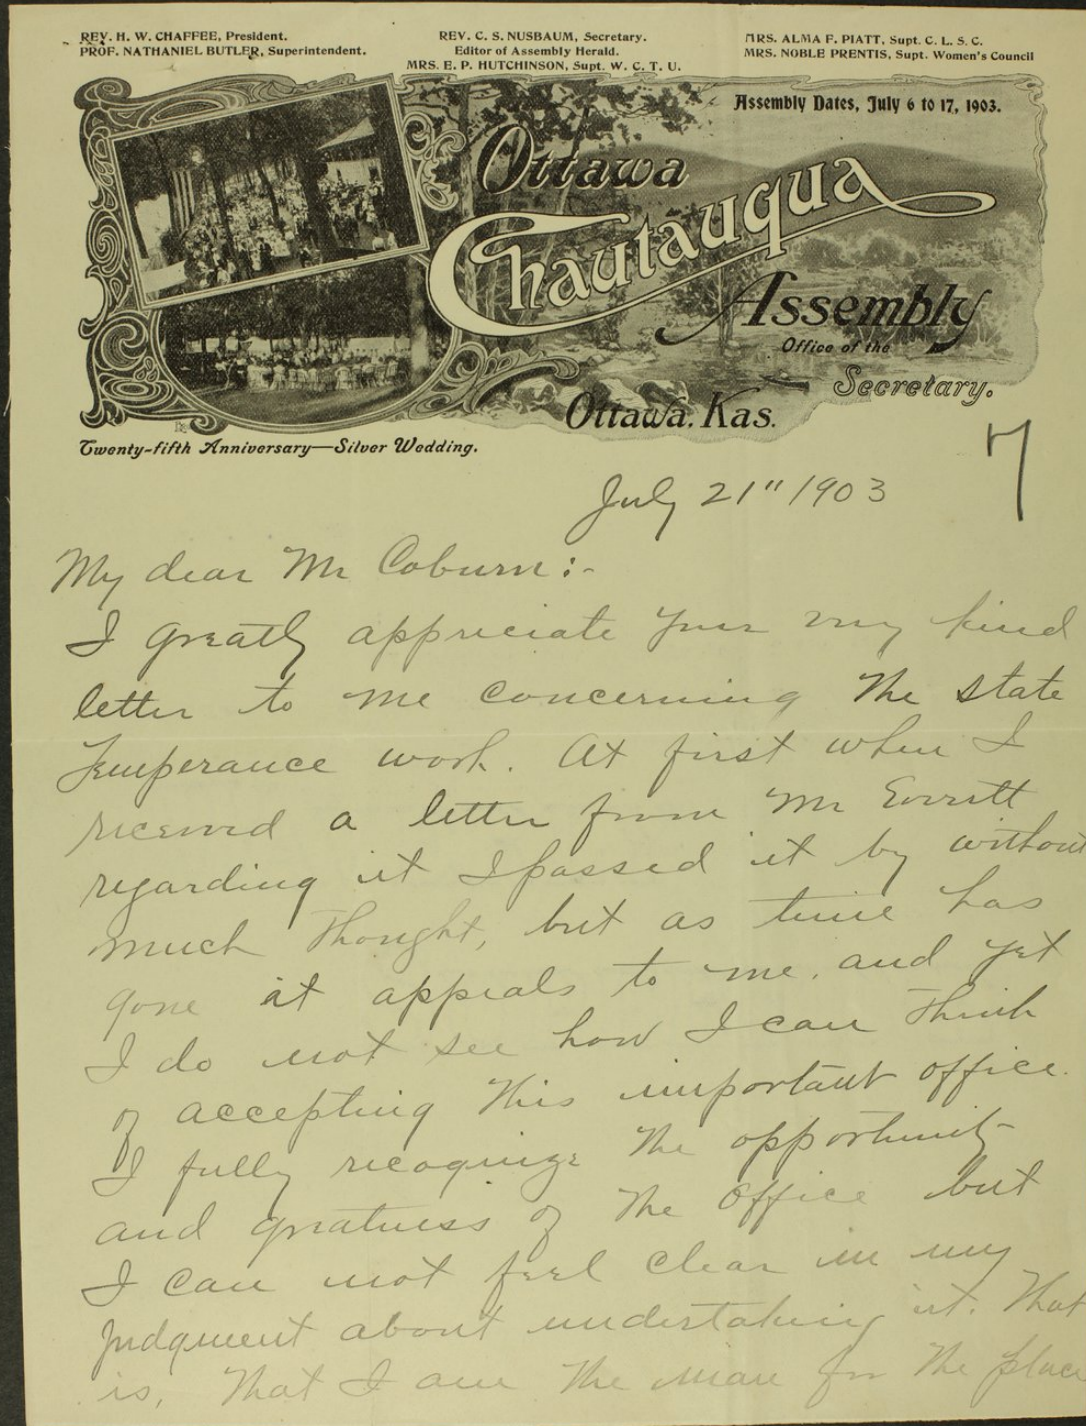 REV. H. W. CHAFFEE, President.
PROF. NATHANIEL BUTLER, Superintendent.
REV. C. S. NUSBAUM, Secretary.
Editor of Assembly Herald.
MRS. E. P. HUTCHINSON, Supt. W. C. T. U.
MRS. ALMA F. PIATT, Supt. C. L. S. C.
MRS. NOBLE PRENTIS, Supt. Women's Council
Assembly Dates, July 6 to 17, 1903.
Ottawa
Chautauqua
Assembly
Office of the
Secretary.
Ottawa. Kas.
Twenty-fifth Anniversary—Silver Wedding.
7
July 21" 1903
My dear Mr Coburn:-
I greatly appreciate your very kind
letter to me concerning the state
Temperance work. At first when I
received a letter from Mr
regarding it I passed it by without
much thought, but as time has
gone it appeals to me. and yet
I do not see how I can think
of accepting this important office.
I fully recognize the opportunity
and greatness of the office but
I can not feel clear in my
judgment about undertaking it. That
is, that I am the man for the place